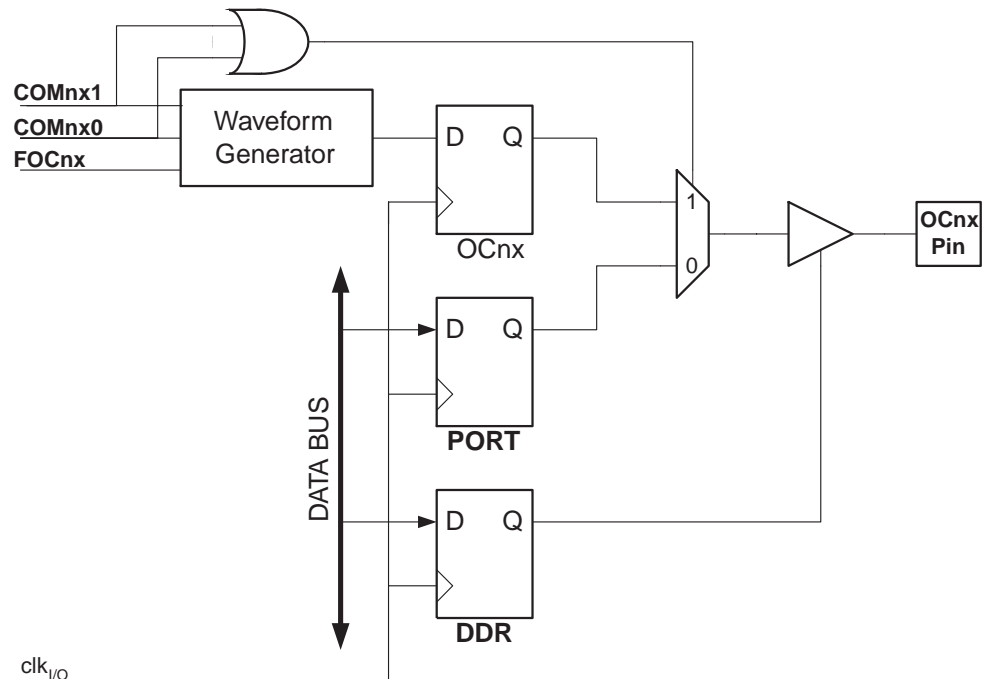 COMnx1
COMnx0
FOCnx
Waveform
Generator
D Q
OCnx
1
0
OCnx
Pin
D Q
PORT
DATA BUS
D Q
DDR
clkI/O